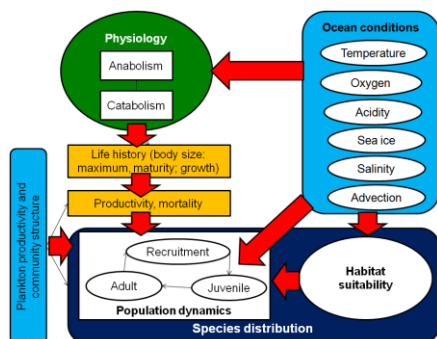 Physiology
Anabolism
Catabolism
Ocean conditions
Temperature
Oxygen
Acidity
Sea ice
Salinity
Advection
Life history (body size:
maximum, maturity; growth)
Productivity, mortality
Plankton productivity and
community structure
Recruitment
Adult
Juvenile
Population dynamics
Habitat
suitability
Species distribution